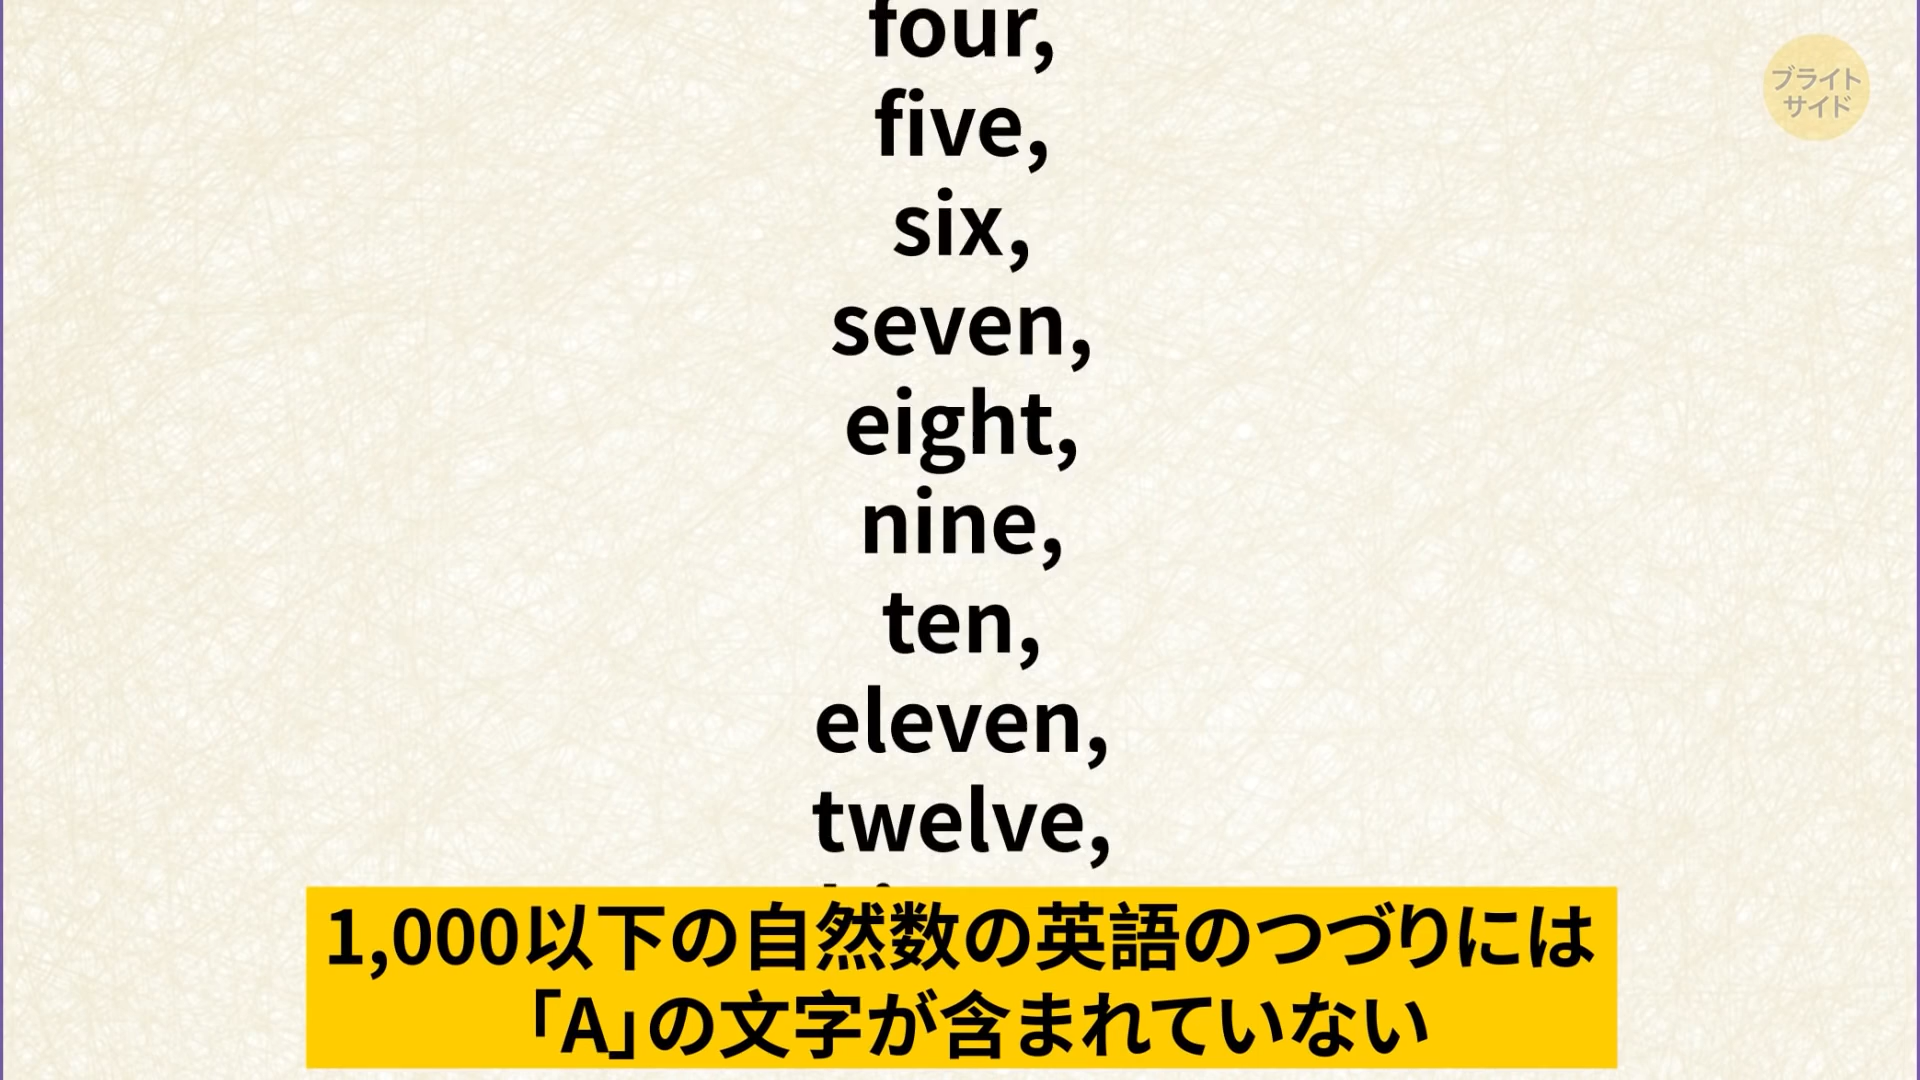 four,
ブライト
サイド
five,
six,
seven,
eight,
nine,
ten,
eleven,
twelve,
1,000以下の自然数の英語のつづりには
「A」の文字が含まれていない